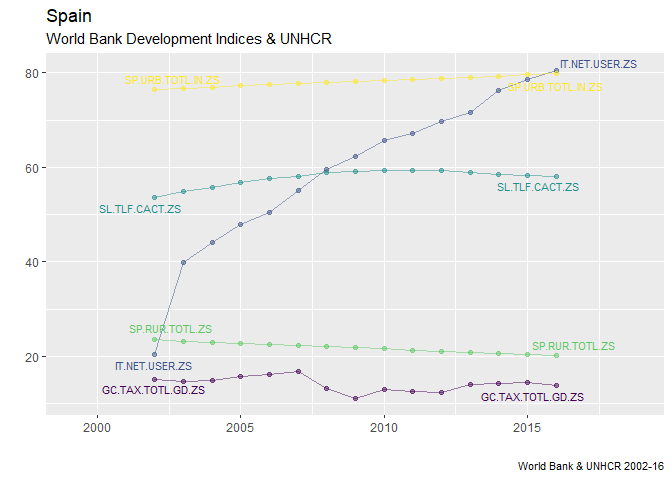 Spain
World Bank Development Indices & UNHCR
80
60
40
20
IT.NET.USER.ZS
SP.URB.TOTL.IN.ZS
SP.URB.TOTL.IN.ZS
SL.TLF.CACT.ZS
SL.TLF.CACT.ZS
SP.RUR.TOTL.ZS
SP.RUR.TOTL.ZS
IT.NET.USER.ZS
GC.TAX.TOTL.GD.ZS
GC.TAX.TOTL.GD.ZS
2000
2005
2010
2015
World Bank & UNHCR 2002-16